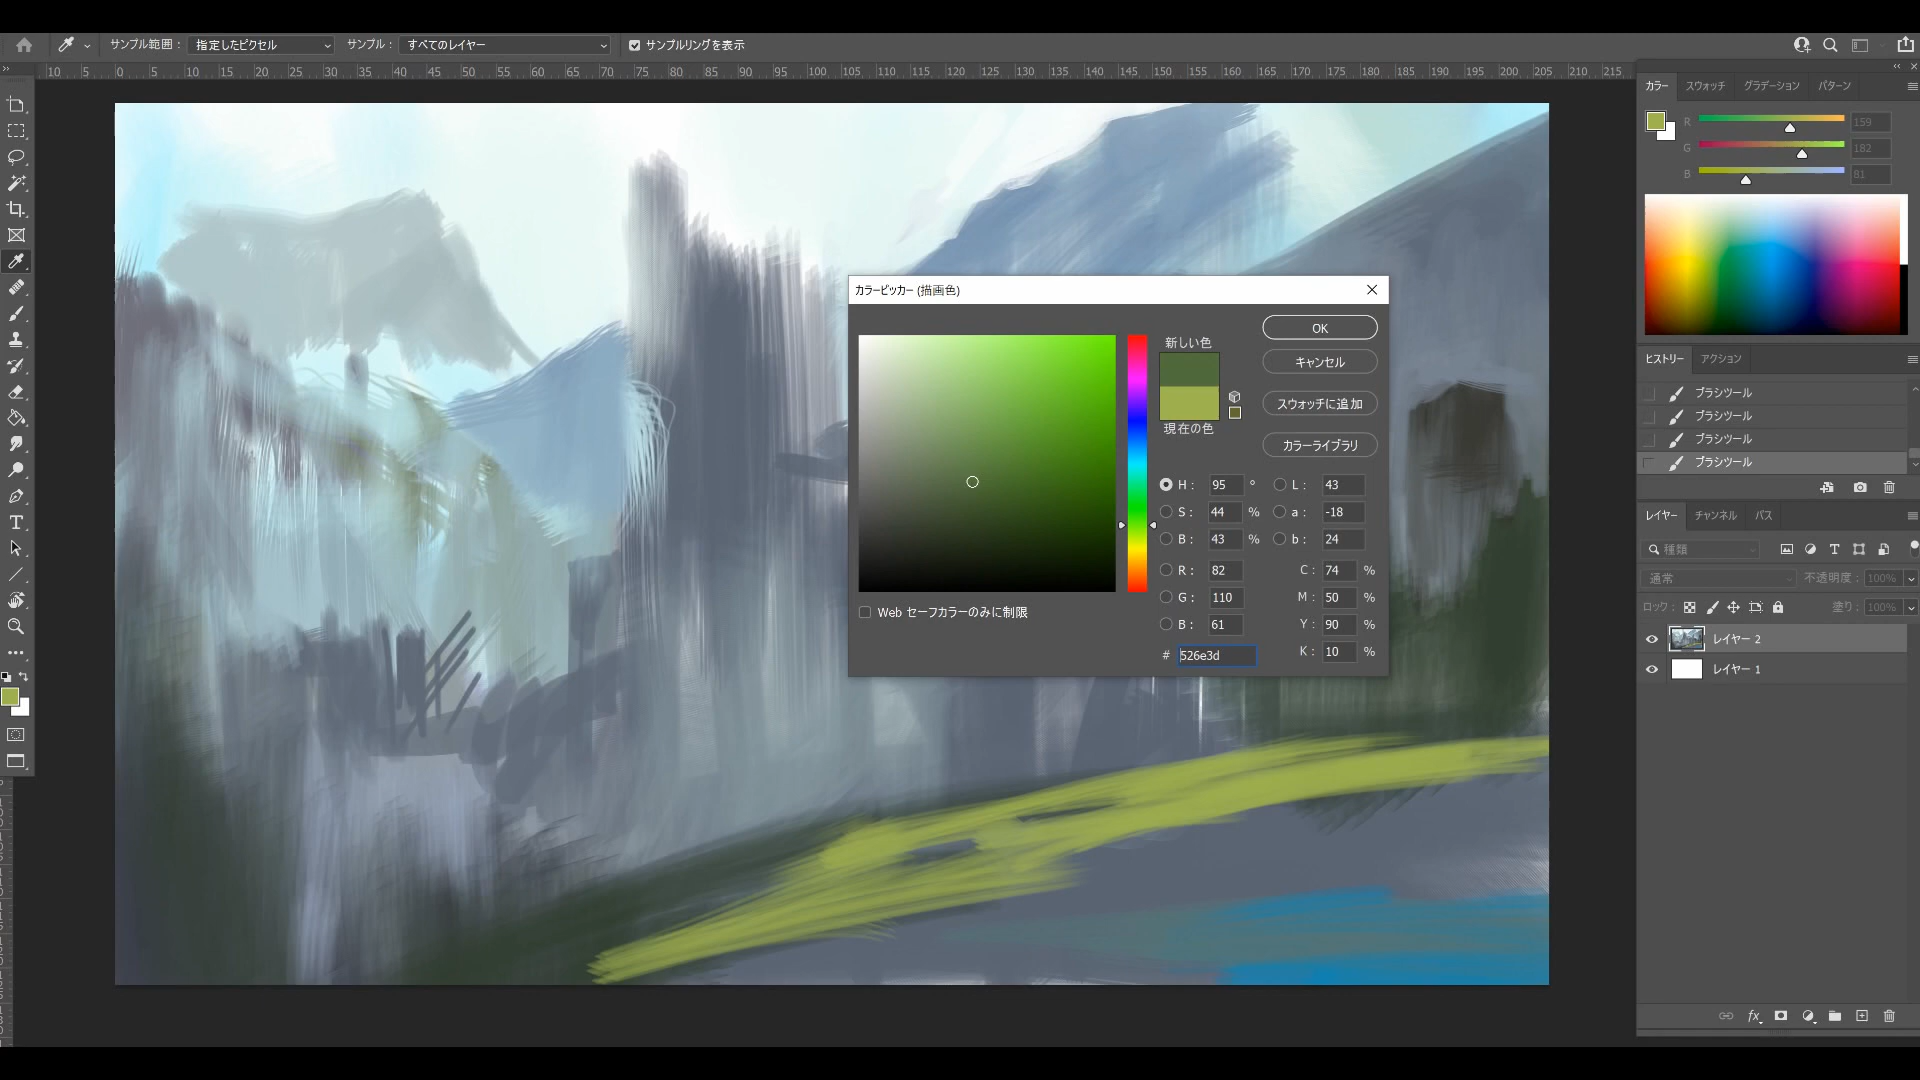 サンプル範囲： 指定したピクセル サンプル： すべてのレイヤー サンプルリングを表示
10 5 0 5 10 15 20 25 30 35 40 45 50 55 60 65 70 75 80 85 90 95 100 105 110 115 120 125 130 135 140 145 150 155 160 165 170 175 180 185 190 195 200 205 210 215
カラー スウォッチ グラデーション パターン
R 159
G 182
B 81
ヒストリー アクション
ブラシツール
ブラシツール
ブラシツール
ブラシツール
レイヤー チャンネル パス
種類
通常 不透明度： 100%
ロック： 塗り： 100%
レイヤー 2
レイヤー 1
カラーピッカー (描画色)
新しい色
現在の色
OK
キャンセル
スウォッチに追加
カラーライブラリ
H： 95 ° L： 43
S： 44 % a： -18
B： 43 % b： 24
R： 82 C： 74 %
G： 110 M： 50 %
B： 61 Y： 90 %
# 526e3d K： 10 %
Web セーフカラーのみに制限